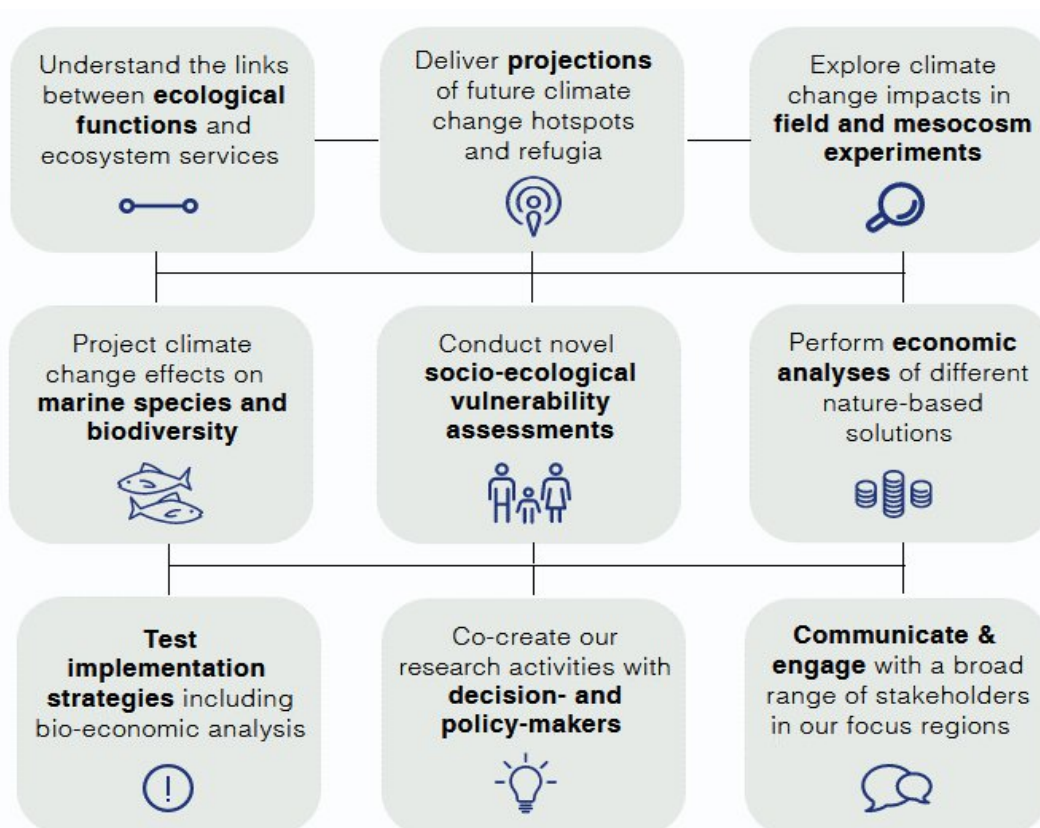 Understand the links
between ecological
functions and
ecosystem services
Deliver projections
of future climate
change hotspots
and refugia
Explore climate
change impacts in
field and mesocosm
experiments
Project climate
change effects on
marine species and
biodiversity
Conduct novel
socio-ecological
vulnerability
assessments
Perform economic
analyses of different
nature-based
solutions
Test
implementation
strategies including
bio-economic analysis
Co-create our
research activities with
decision- and
policy-makers
Communicate &
engage with a broad
range of stakeholders
in our focus regions